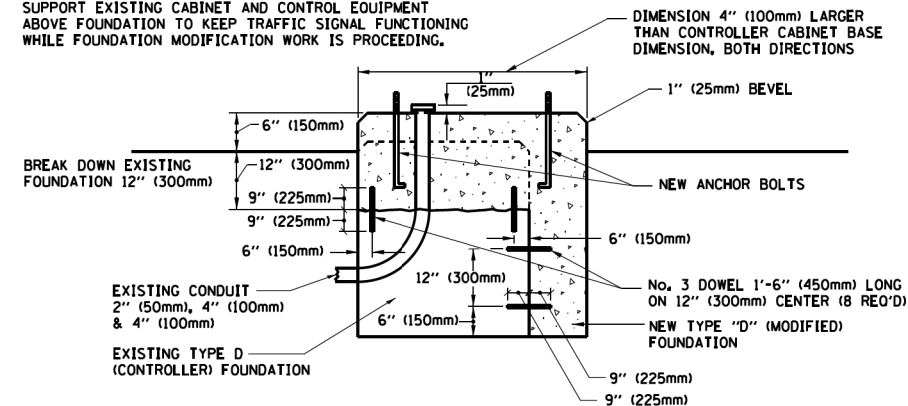 SUPPORT EXISTING CABINET AND CONTROL EQUIPMENT
ABOVE FOUNDATION TO KEEP TRAFFIC SIGNAL FUNCTIONING
WHILE FOUNDATION MODIFICATION WORK IS PROCEEDING.
DIMENSION 4'' (100mm) LARGER
THAN CONTROLLER CABINET BASE
DIMENSION, BOTH DIRECTIONS
1''
(25mm)
1'' (25mm) BEVEL
6'' (150mm)
BREAK DOWN EXISTING
FOUNDATION 12'' (300mm)
12'' (300mm)
NEW ANCHOR BOLTS
9'' (225mm)
9'' (225mm)
6'' (150mm)
6'' (150mm)
12'' (300mm)
EXISTING CONDUIT
2'' (50mm), 4'' (100mm)
& 4'' (100mm)
No. 3 DOWEL 1'-6'' (450mm) LONG
ON 12'' (300mm) CENTER (8 REQ'D)
6'' (150mm)
NEW TYPE "D" (MODIFIED)
FOUNDATION
EXISTING TYPE D
(CONTROLLER) FOUNDATION
9'' (225mm)
9'' (225mm)